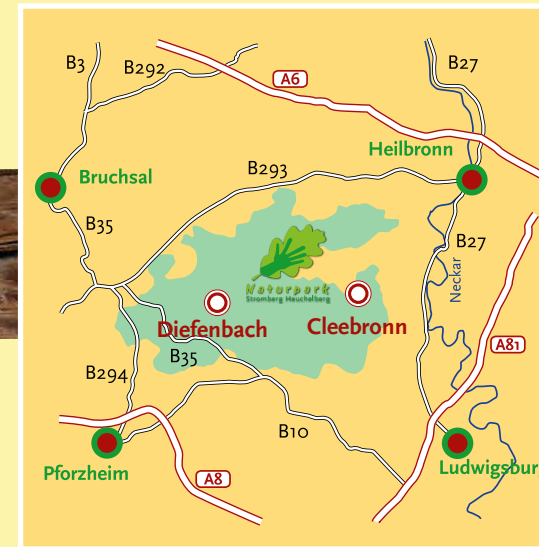 B3
B292
B27
A6
Heilbronn
B293
Bruchsal
B35
B27
Neckar
Naturpark
Stromberg Heuchelberg
Diefenbach
Cleebronn
A81
B35
B294
B10
Pforzheim
A8
Ludwigsbur